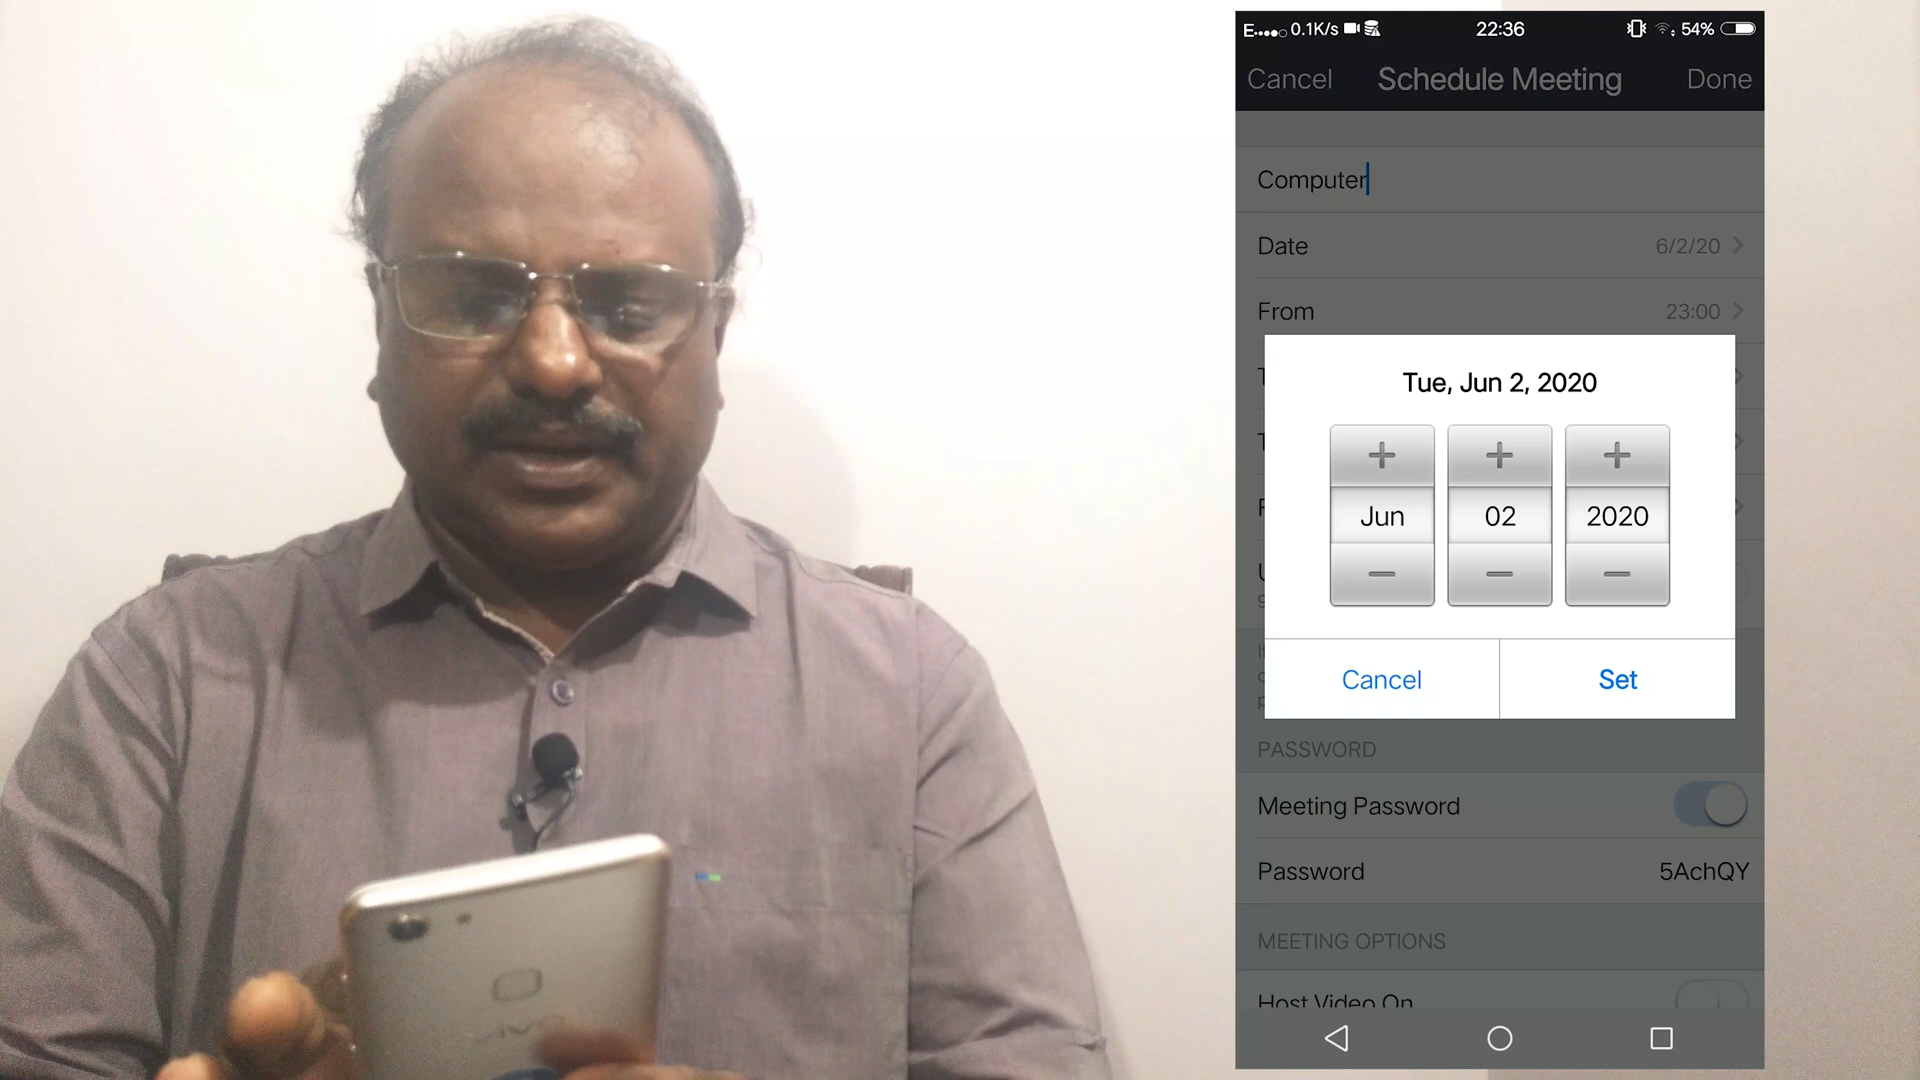 E 0.1K/s 22:36 54%
Cancel Schedule Meeting Done
Computer
Date 6/2/20
From 23:00
Tue, Jun 2, 2020
+ + +
Jun 02 2020
− − −
Cancel Set
PASSWORD
Meeting Password
Password 5AchQY
MEETING OPTIONS
Host Video On
vivo